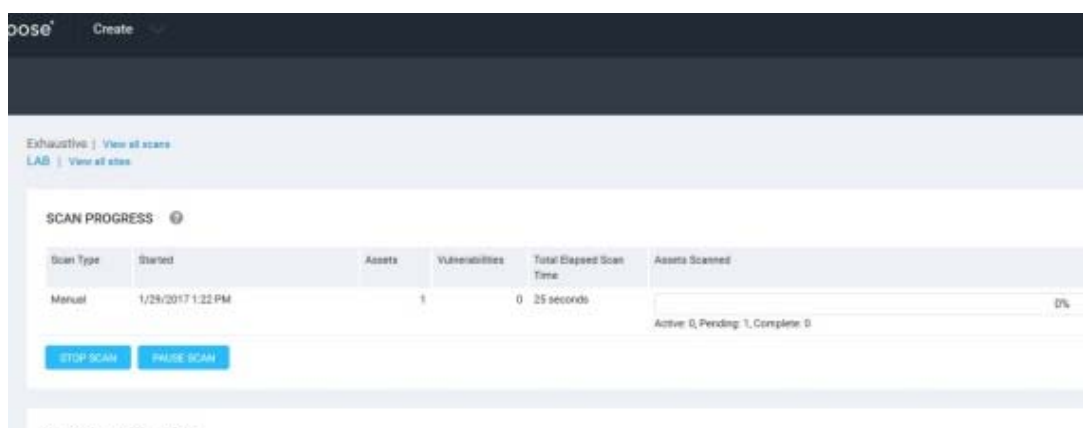 pose Create
Exhaustive | View all scans
LAB | View all sites
SCAN PROGRESS
Scan Type Started Assets Vulnerabilities Total Elapsed Scan Time Assets Scanned
Manual 1/29/2017 1:22 PM 1 0 25 seconds 0%
Active: 0, Pending: 1, Complete: 0
STOP SCAN PAUSE SCAN